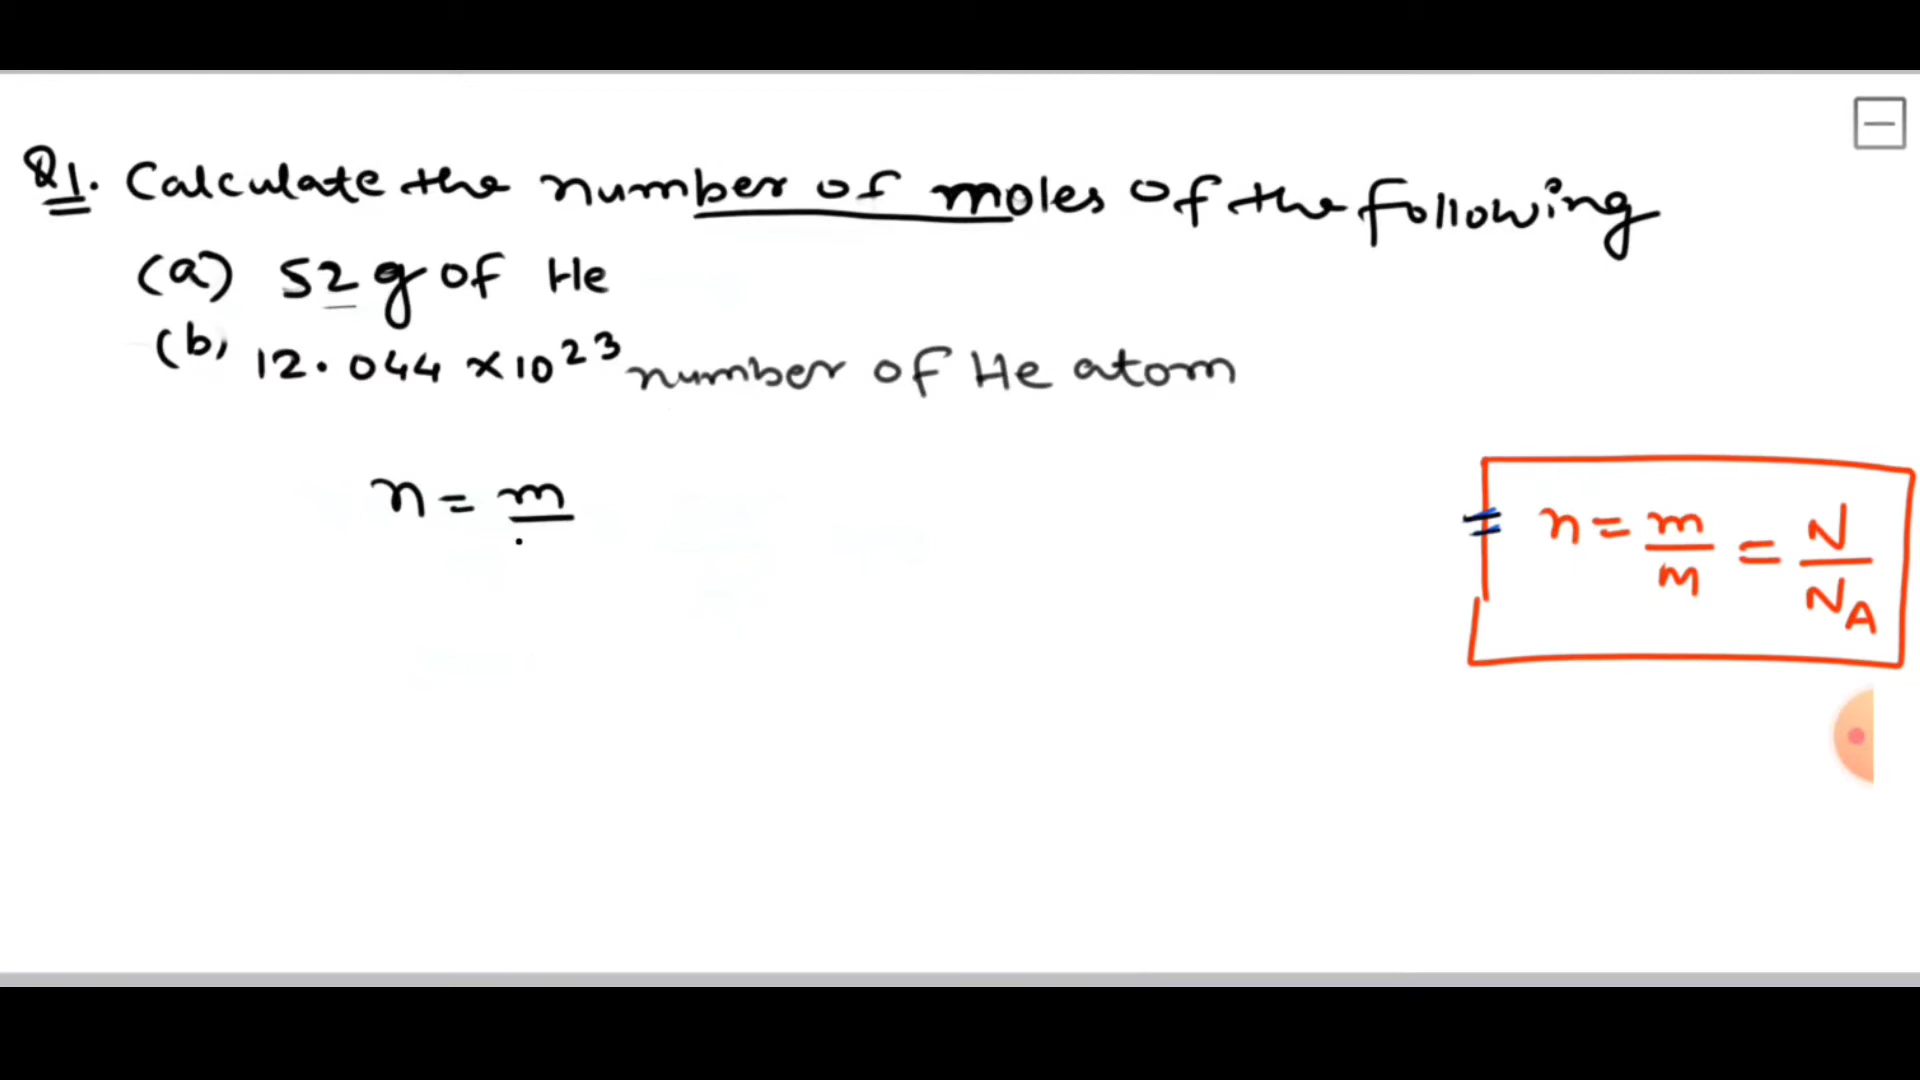 Q1. Calculate the number of moles of the following
(a) 52 g of He
(b) 12.044 × 10²³ number of He atom
n = m
n = m/M = N/N_A